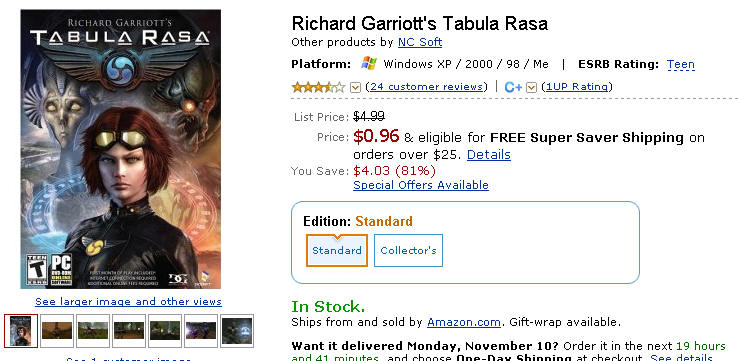 RICHARD GARRIOTT'S
TABULA RASA
TEEN
T
ESRB
PC
DVD-ROM
ONLINE
SOFTWARE
FIRST MONTH OF PLAY INCLUDED*
INTERNET CONNECTION REQUIRED
ADDITIONAL ONLINE FEES REQUIRED
See larger image and other views
See 1 customer image
Richard Garriott's Tabula Rasa
Other products by NC Soft
Platform: Windows XP / 2000 / 98 / Me | ESRB Rating: Teen
(24 customer reviews) | C+ (1UP Rating)
List Price: $4.99
Price: $0.96 & eligible for FREE Super Saver Shipping on
orders over $25. Details
You Save: $4.03 (81%)
Special Offers Available
Edition: Standard
Standard
Collector's
In Stock.
Ships from and sold by Amazon.com. Gift-wrap available.
Want it delivered Monday, November 10? Order it in the next 19 hours
and 41 minutes, and choose One-Day Shipping at checkout. See details